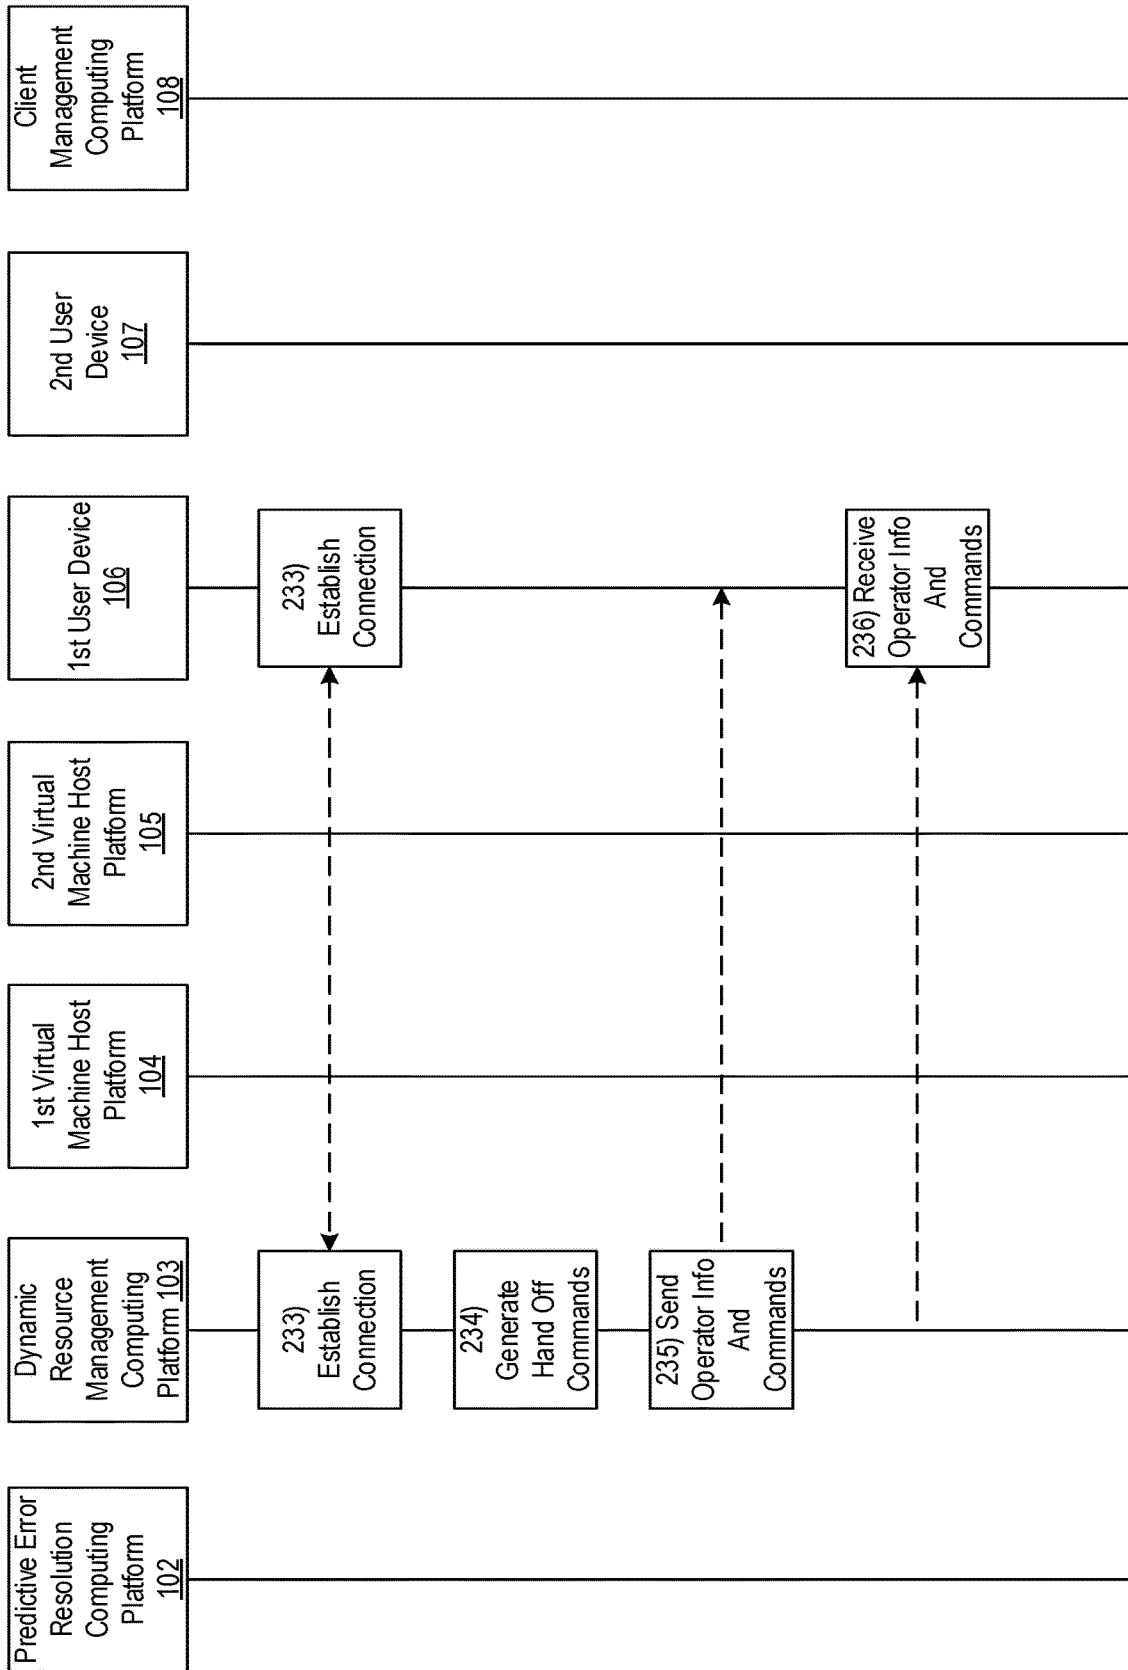 Predictive Error
Resolution
Computing
Platform
102
Dynamic
Resource
Management
Computing
Platform 103
1st Virtual
Machine Host
Platform
104
2nd Virtual
Machine Host
Platform
105
1st User Device
106
2nd User
Device
107
Client
Management
Computing
Platform
108
233)
Establish
Connection
233)
Establish
Connection
234)
Generate
Hand Off
Commands
235) Send
Operator Info
And
Commands
236) Receive
Operator Info
And
Commands